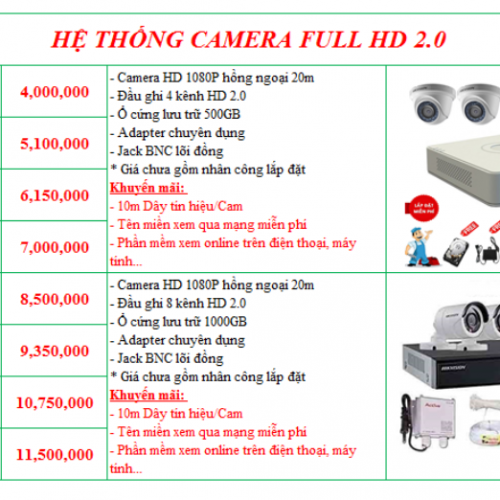 HỆ THỐNG CAMERA FULL HD 2.0
4,000,000
5,100,000
6,150,000
7,000,000
- Camera HD 1080P hồng ngoại 20m
- Đầu ghi 4 kênh HD 2.0
- Ổ cứng lưu trữ 500GB
- Adapter chuyên dụng
- Jack BNC lõi đồng
* Giá chưa gồm nhân công lắp đặt
Khuyến mãi:
- 10m Dây tín hiệu/Cam
- Tên miền xem qua mạng miễn phí
- Phần mềm xem online trên điện thoại, máy
tính...
LẮP ĐẶT
MIỄN PHÍ
FREE
8,500,000
9,350,000
10,750,000
11,500,000
- Camera HD 1080P hồng ngoại 20m
- Đầu ghi 8 kênh HD 2.0
- Ổ cứng lưu trữ 1000GB
- Adapter chuyên dụng
- Jack BNC lõi đồng
* Giá chưa gồm nhân công lắp đặt
Khuyến mãi:
- 10m Dây tín hiệu/Cam
- Tên miền xem qua mạng miễn phí
- Phần mềm xem online trên điện thoại, máy
tính...
HIKVISION